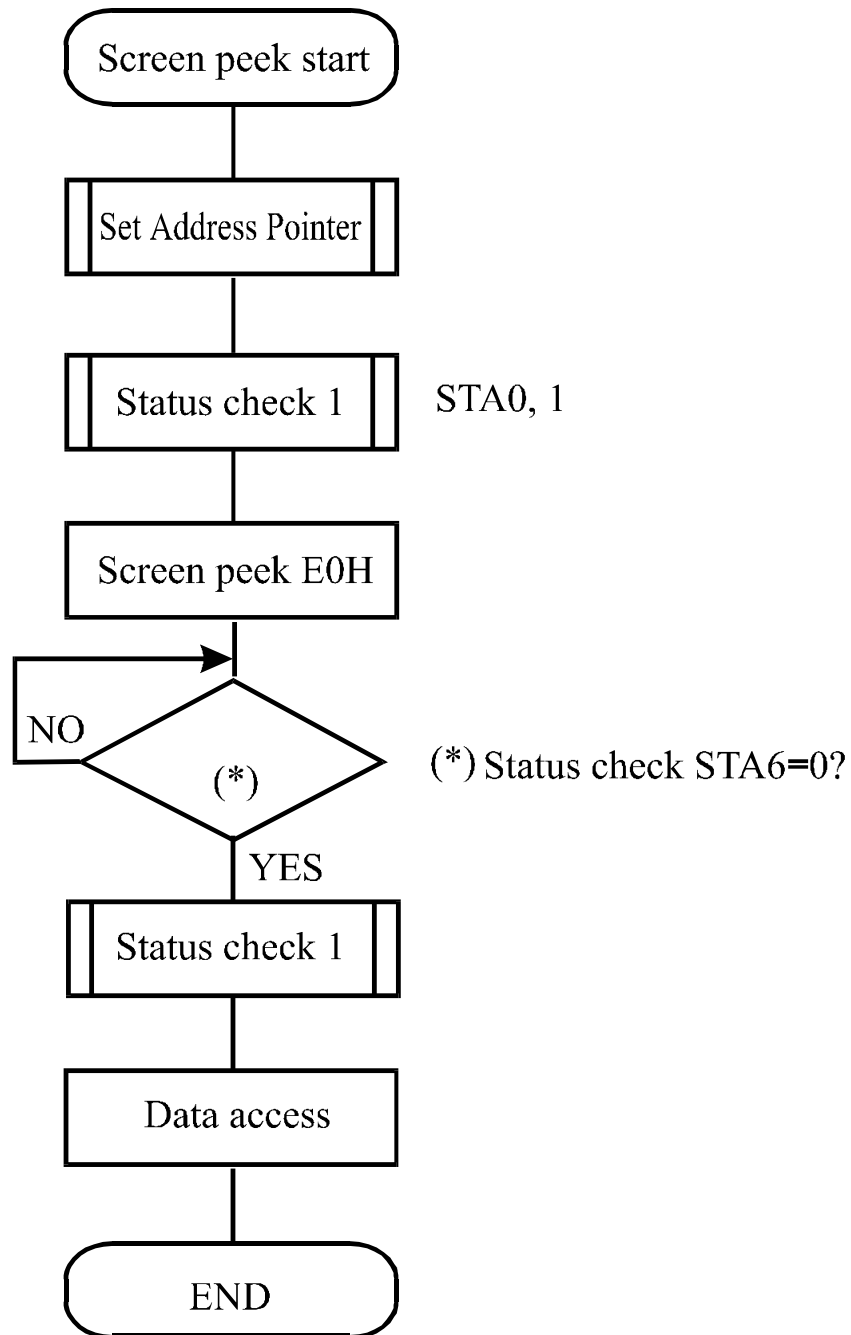 Screen peek start
Set Address Pointer
Status check 1
STA0, 1
Screen peek E0H
NO
(*)
(*) Status check STA6=0?
YES
Status check 1
Data access
END